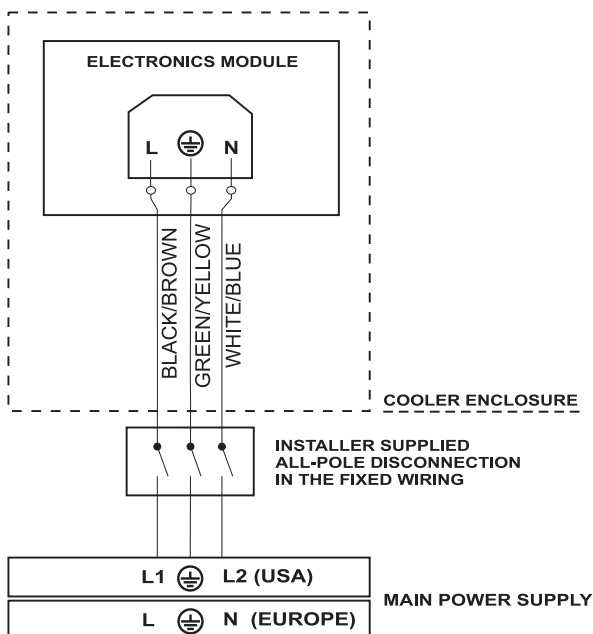 ELECTRONICS MODULE
L N
BLACK/BROWN
GREEN/YELLOW
WHITE/BLUE
COOLER ENCLOSURE
INSTALLER SUPPLIED
ALL-POLE DISCONNECTION
IN THE FIXED WIRING
L1 L2 (USA)
MAIN POWER SUPPLY
L N (EUROPE)